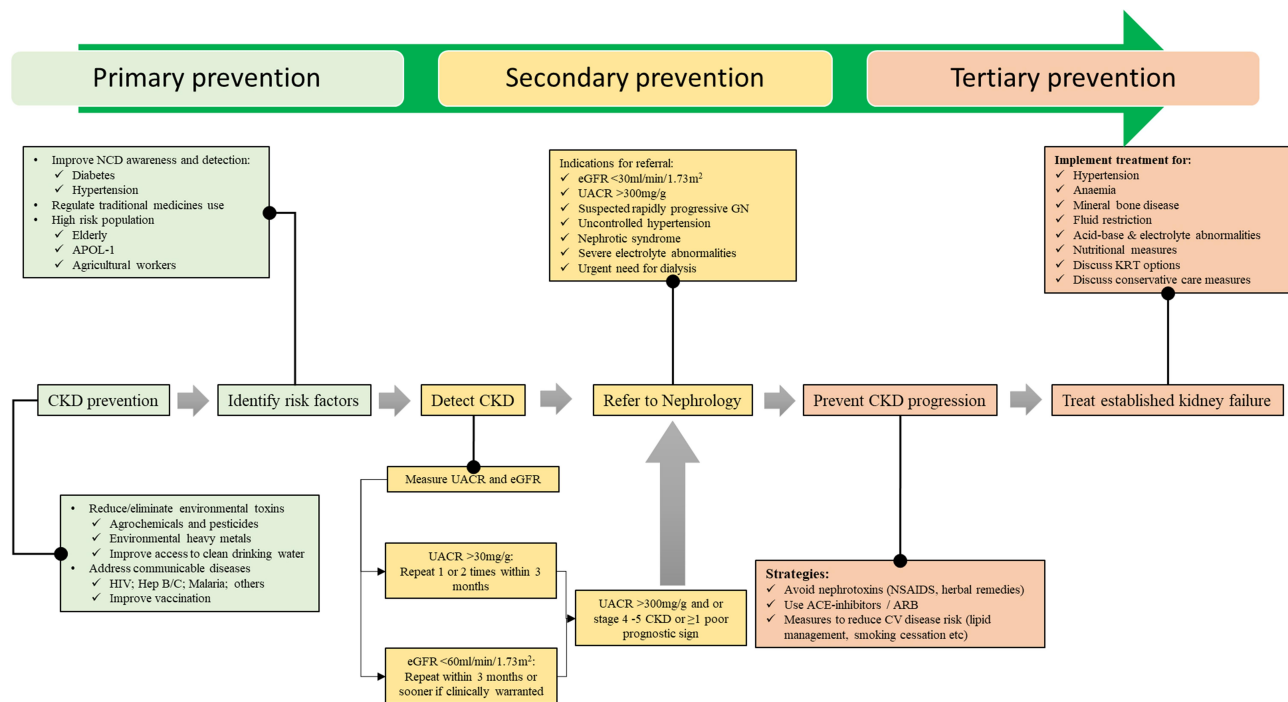 Primary prevention
Secondary prevention
Tertiary prevention
• Improve NCD awareness and detection:
✓ Diabetes
✓ Hypertension
• Regulate traditional medicines use
• High risk population
✓ Elderly
✓ APOL-1
✓ Agricultural workers
Indications for referral:
✓ eGFR <30ml/min/1.73m²
✓ UACR >300mg/g
✓ Suspected rapidly progressive GN
✓ Uncontrolled hypertension
✓ Nephrotic syndrome
✓ Severe electrolyte abnormalities
✓ Urgent need for dialysis
Implement treatment for:
✓ Hypertension
✓ Anaemia
✓ Mineral bone disease
✓ Fluid restriction
✓ Acid-base & electrolyte abnormalities
✓ Nutritional measures
✓ Discuss KRT options
✓ Discuss conservative care measures
CKD prevention
Identify risk factors
Detect CKD
Refer to Nephrology
Prevent CKD progression
Treat established kidney failure
• Reduce/eliminate environmental toxins
✓ Agrochemicals and pesticides
✓ Environmental heavy metals
✓ Improve access to clean drinking water
• Address communicable diseases
✓ HIV; Hep B/C; Malaria; others
✓ Improve vaccination
Measure UACR and eGFR
UACR >30mg/g:
Repeat 1 or 2 times within 3
months
eGFR <60ml/min/1.73m²:
Repeat within 3 months or
sooner if clinically warranted
UACR >300mg/g and or
stage 4 -5 CKD or ≥1 poor
prognostic sign
Strategies:
✓ Avoid nephrotoxins (NSAIDS, herbal remedies)
✓ Use ACE-inhibitors / ARB
✓ Measures to reduce CV disease risk (lipid
management, smoking cessation etc)